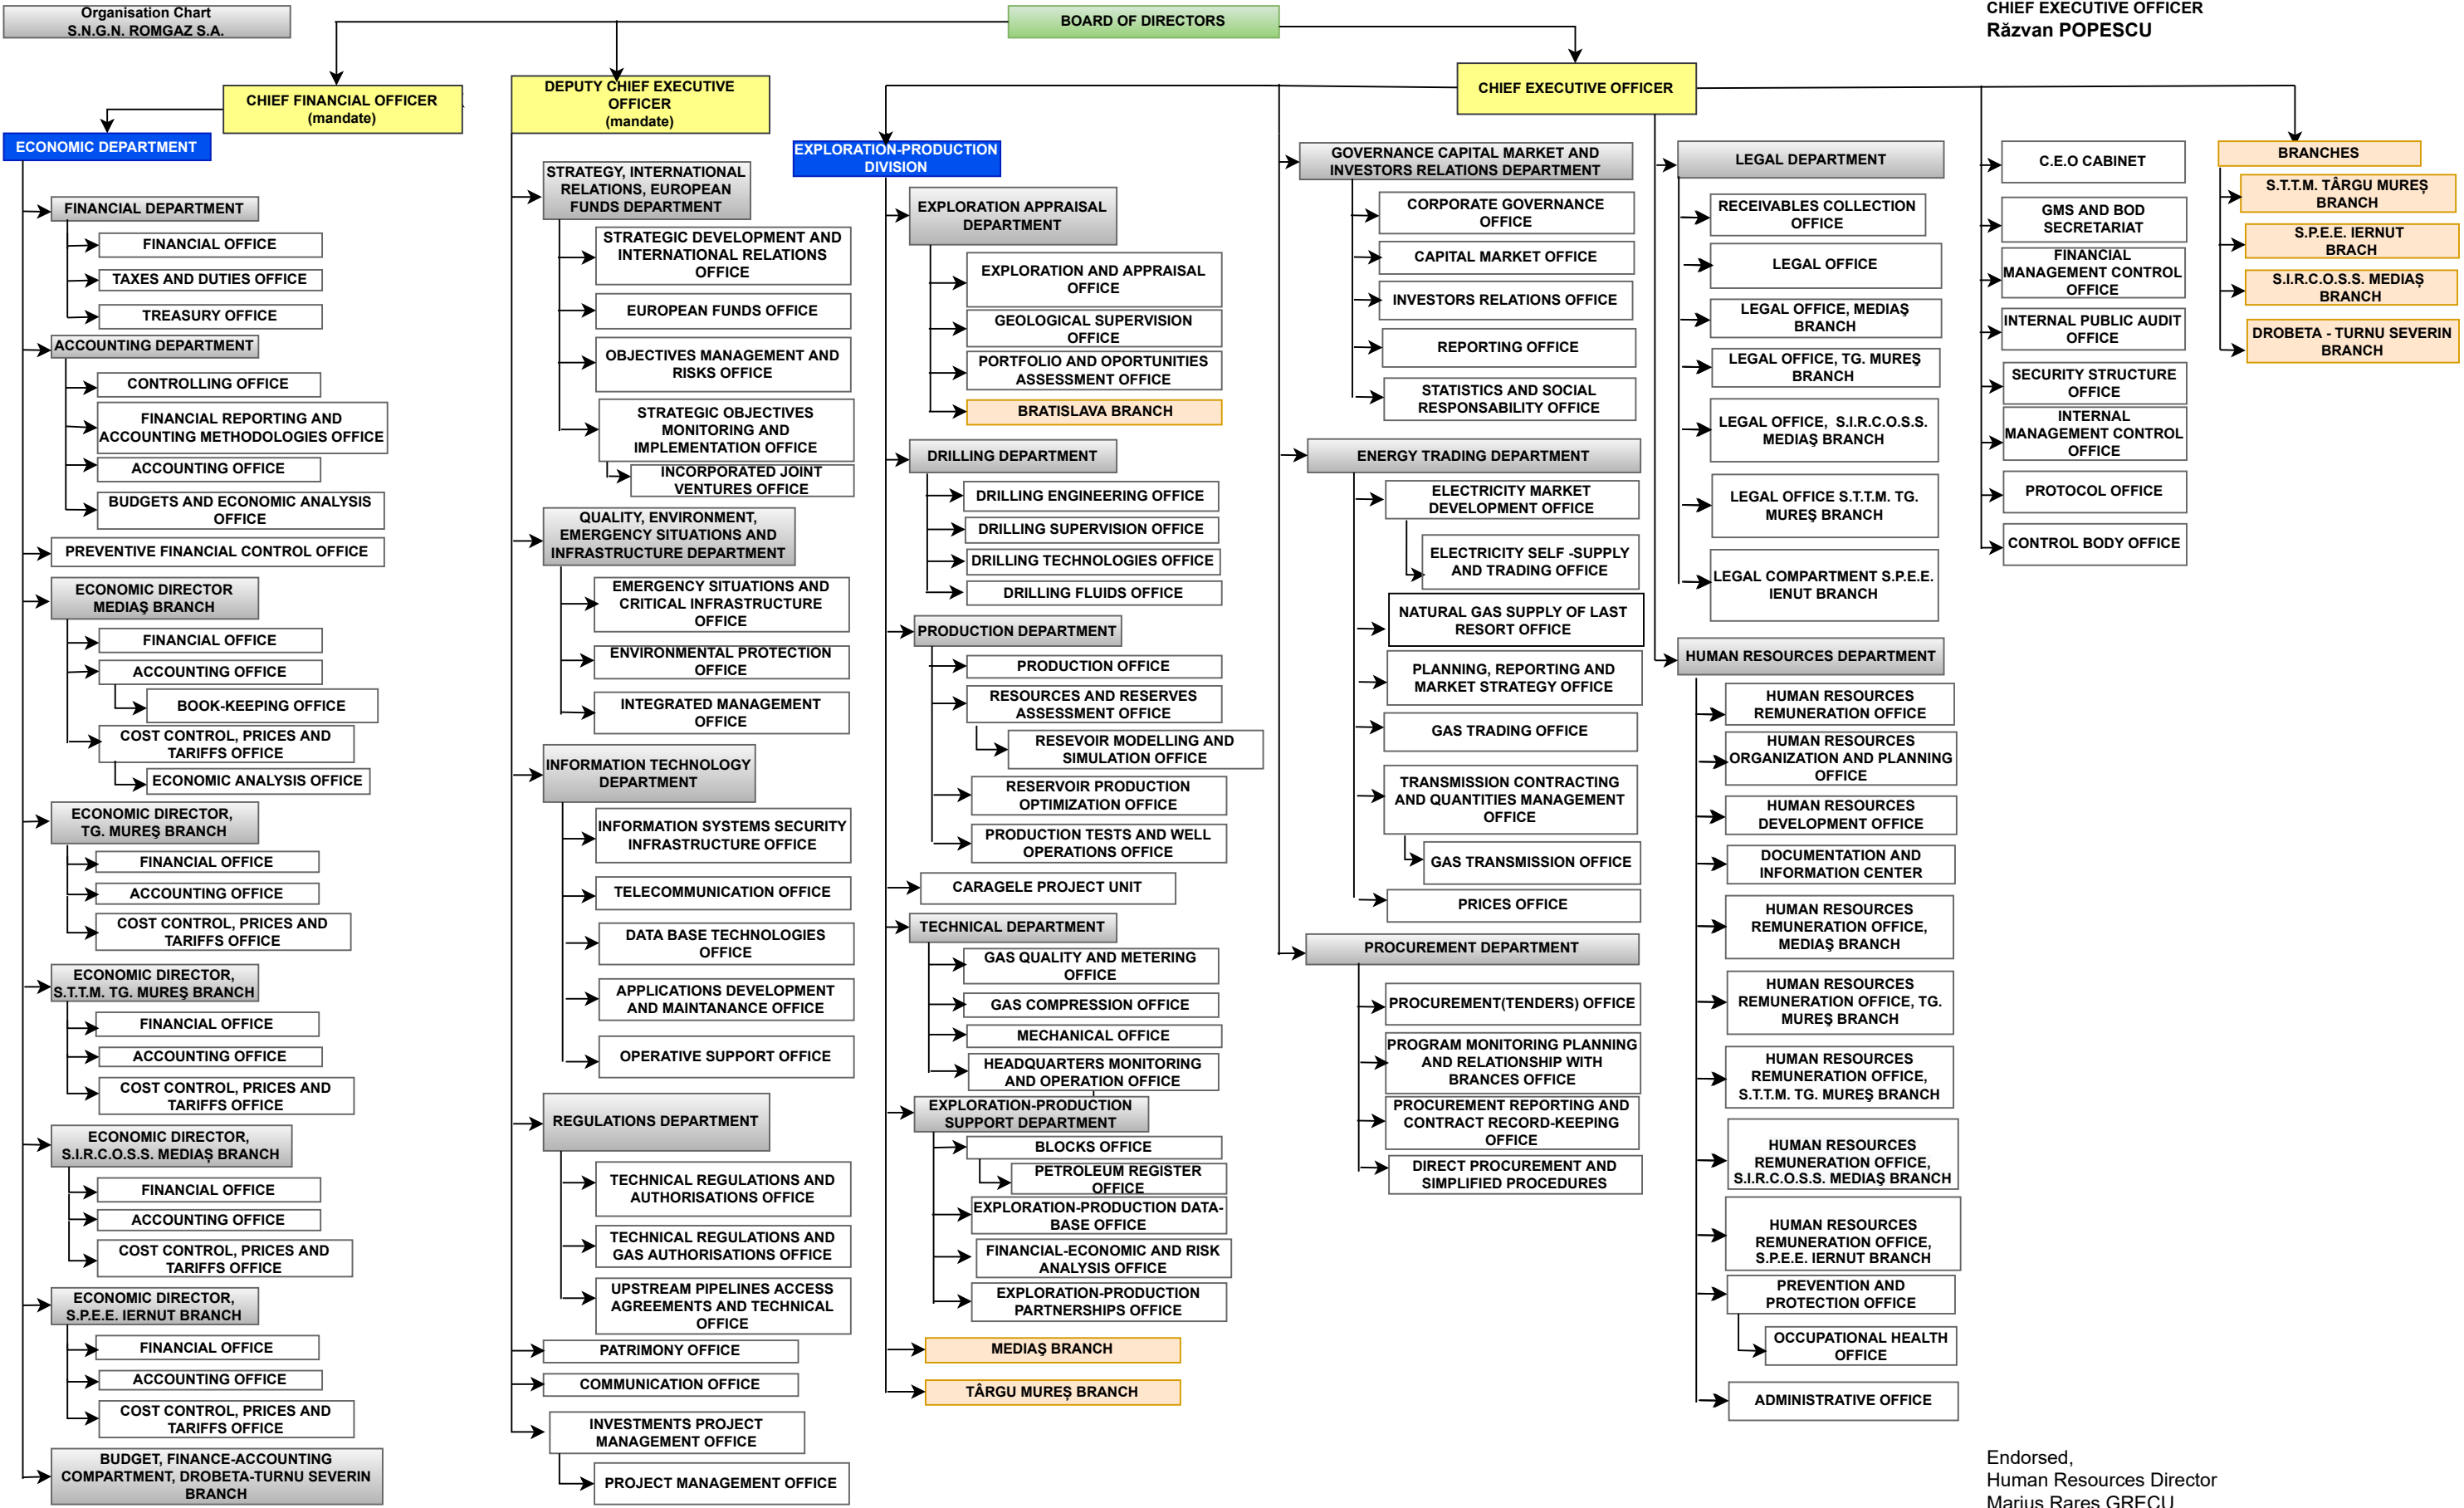 Organisation Chart
S.N.G.N. ROMGAZ S.A.
BOARD OF DIRECTORS
CHIEF EXECUTIVE OFFICER
Răzvan POPESCU
CHIEF FINANCIAL OFFICER
(mandate)
DEPUTY CHIEF EXECUTIVE
OFFICER
(mandate)
CHIEF EXECUTIVE OFFICER
ECONOMIC DEPARTMENT
FINANCIAL DEPARTMENT
FINANCIAL OFFICE
TAXES AND DUTIES OFFICE
TREASURY OFFICE
ACCOUNTING DEPARTMENT
CONTROLLING OFFICE
FINANCIAL REPORTING AND
ACCOUNTING METHODOLOGIES OFFICE
ACCOUNTING OFFICE
BUDGETS AND ECONOMIC ANALYSIS
OFFICE
PREVENTIVE FINANCIAL CONTROL OFFICE
ECONOMIC DIRECTOR
MEDIAŞ BRANCH
FINANCIAL OFFICE
ACCOUNTING OFFICE
BOOK-KEEPING OFFICE
COST CONTROL, PRICES AND
TARIFFS OFFICE
ECONOMIC ANALYSIS OFFICE
ECONOMIC DIRECTOR,
TG. MUREŞ BRANCH
FINANCIAL OFFICE
ACCOUNTING OFFICE
COST CONTROL, PRICES AND
TARIFFS OFFICE
ECONOMIC DIRECTOR,
S.T.T.M. TG. MUREŞ BRANCH
FINANCIAL OFFICE
ACCOUNTING OFFICE
COST CONTROL, PRICES AND
TARIFFS OFFICE
ECONOMIC DIRECTOR,
S.I.R.C.O.S.S. MEDIAŞ BRANCH
FINANCIAL OFFICE
ACCOUNTING OFFICE
COST CONTROL, PRICES AND
TARIFFS OFFICE
ECONOMIC DIRECTOR,
S.P.E.E. IERNUT BRANCH
FINANCIAL OFFICE
ACCOUNTING OFFICE
COST CONTROL, PRICES AND
TARIFFS OFFICE
BUDGET, FINANCE-ACCOUNTING
COMPARTMENT, DROBETA-TURNU SEVERIN
BRANCH
STRATEGY, INTERNATIONAL
RELATIONS, EUROPEAN
FUNDS DEPARTMENT
STRATEGIC DEVELOPMENT AND
INTERNATIONAL RELATIONS
OFFICE
EUROPEAN FUNDS OFFICE
OBJECTIVES MANAGEMENT AND
RISKS OFFICE
STRATEGIC OBJECTIVES
MONITORING AND
IMPLEMENTATION OFFICE
INCORPORATED JOINT
VENTURES OFFICE
QUALITY, ENVIRONMENT,
EMERGENCY SITUATIONS AND
INFRASTRUCTURE DEPARTMENT
EMERGENCY SITUATIONS AND
CRITICAL INFRASTRUCTURE
OFFICE
ENVIRONMENTAL PROTECTION
OFFICE
INTEGRATED MANAGEMENT
OFFICE
INFORMATION TECHNOLOGY
DEPARTMENT
INFORMATION SYSTEMS SECURITY
INFRASTRUCTURE OFFICE
TELECOMMUNICATION OFFICE
DATA BASE TECHNOLOGIES
OFFICE
APPLICATIONS DEVELOPMENT
AND MAINTANANCE OFFICE
OPERATIVE SUPPORT OFFICE
REGULATIONS DEPARTMENT
TECHNICAL REGULATIONS AND
AUTHORISATIONS OFFICE
TECHNICAL REGULATIONS AND
GAS AUTHORISATIONS OFFICE
UPSTREAM PIPELINES ACCESS
AGREEMENTS AND TECHNICAL
OFFICE
PATRIMONY OFFICE
COMMUNICATION OFFICE
INVESTMENTS PROJECT
MANAGEMENT OFFICE
PROJECT MANAGEMENT OFFICE
EXPLORATION-PRODUCTION
DIVISION
EXPLORATION APPRAISAL
DEPARTMENT
EXPLORATION AND APPRAISAL
OFFICE
GEOLOGICAL SUPERVISION
OFFICE
PORTFOLIO AND OPORTUNITIES
ASSESSMENT OFFICE
BRATISLAVA BRANCH
DRILLING DEPARTMENT
DRILLING ENGINEERING OFFICE
DRILLING SUPERVISION OFFICE
DRILLING TECHNOLOGIES OFFICE
DRILLING FLUIDS OFFICE
PRODUCTION DEPARTMENT
PRODUCTION OFFICE
RESOURCES AND RESERVES
ASSESSMENT OFFICE
RESEVOIR MODELLING AND
SIMULATION OFFICE
RESERVOIR PRODUCTION
OPTIMIZATION OFFICE
PRODUCTION TESTS AND WELL
OPERATIONS OFFICE
CARAGELE PROJECT UNIT
TECHNICAL DEPARTMENT
GAS QUALITY AND METERING
OFFICE
GAS COMPRESSION OFFICE
MECHANICAL OFFICE
HEADQUARTERS MONITORING
AND OPERATION OFFICE
EXPLORATION-PRODUCTION
SUPPORT DEPARTMENT
BLOCKS OFFICE
PETROLEUM REGISTER
OFFICE
EXPLORATION-PRODUCTION DATA-
BASE OFFICE
FINANCIAL-ECONOMIC AND RISK
ANALYSIS OFFICE
EXPLORATION-PRODUCTION
PARTNERSHIPS OFFICE
MEDIAŞ BRANCH
TÂRGU MUREŞ BRANCH
GOVERNANCE CAPITAL MARKET AND
INVESTORS RELATIONS DEPARTMENT
CORPORATE GOVERNANCE
OFFICE
CAPITAL MARKET OFFICE
INVESTORS RELATIONS OFFICE
REPORTING OFFICE
STATISTICS AND SOCIAL
RESPONSABILITY OFFICE
ENERGY TRADING DEPARTMENT
ELECTRICITY MARKET
DEVELOPMENT OFFICE
ELECTRICITY SELF -SUPPLY
AND TRADING OFFICE
NATURAL GAS SUPPLY OF LAST
RESORT OFFICE
PLANNING, REPORTING AND
MARKET STRATEGY OFFICE
GAS TRADING OFFICE
TRANSMISSION CONTRACTING
AND QUANTITIES MANAGEMENT
OFFICE
GAS TRANSMISSION OFFICE
PRICES OFFICE
PROCUREMENT DEPARTMENT
PROCUREMENT(TENDERS) OFFICE
PROGRAM MONITORING PLANNING
AND RELATIONSHIP WITH
BRANCES OFFICE
PROCUREMENT REPORTING AND
CONTRACT RECORD-KEEPING
OFFICE
DIRECT PROCUREMENT AND
SIMPLIFIED PROCEDURES
LEGAL DEPARTMENT
RECEIVABLES COLLECTION
OFFICE
LEGAL OFFICE
LEGAL OFFICE, MEDIAŞ
BRANCH
LEGAL OFFICE, TG. MUREŞ
BRANCH
LEGAL OFFICE, S.I.R.C.O.S.S.
MEDIAŞ BRANCH
LEGAL OFFICE S.T.T.M. TG.
MUREŞ BRANCH
LEGAL COMPARTMENT S.P.E.E.
IENUT BRANCH
HUMAN RESOURCES DEPARTMENT
HUMAN RESOURCES
REMUNERATION OFFICE
HUMAN RESOURCES
ORGANIZATION AND PLANNING
OFFICE
HUMAN RESOURCES
DEVELOPMENT OFFICE
DOCUMENTATION AND
INFORMATION CENTER
HUMAN RESOURCES
REMUNERATION OFFICE,
MEDIAŞ BRANCH
HUMAN RESOURCES
REMUNERATION OFFICE, TG.
MUREŞ BRANCH
HUMAN RESOURCES
REMUNERATION OFFICE,
S.T.T.M. TG. MUREŞ BRANCH
HUMAN RESOURCES
REMUNERATION OFFICE,
S.I.R.C.O.S.S. MEDIAŞ BRANCH
HUMAN RESOURCES
REMUNERATION OFFICE,
S.P.E.E. IERNUT BRANCH
PREVENTION AND
PROTECTION OFFICE
OCCUPATIONAL HEALTH
OFFICE
ADMINISTRATIVE OFFICE
C.E.O CABINET
GMS AND BOD
SECRETARIAT
FINANCIAL
MANAGEMENT CONTROL
OFFICE
INTERNAL PUBLIC AUDIT
OFFICE
SECURITY STRUCTURE
OFFICE
INTERNAL
MANAGEMENT CONTROL
OFFICE
PROTOCOL OFFICE
CONTROL BODY OFFICE
BRANCHES
S.T.T.M. TÂRGU MUREŞ
BRANCH
S.P.E.E. IERNUT
BRACH
S.I.R.C.O.S.S. MEDIAŞ
BRANCH
DROBETA - TURNU SEVERIN
BRANCH
Endorsed,
Human Resources Director
Marius Rares GRECU